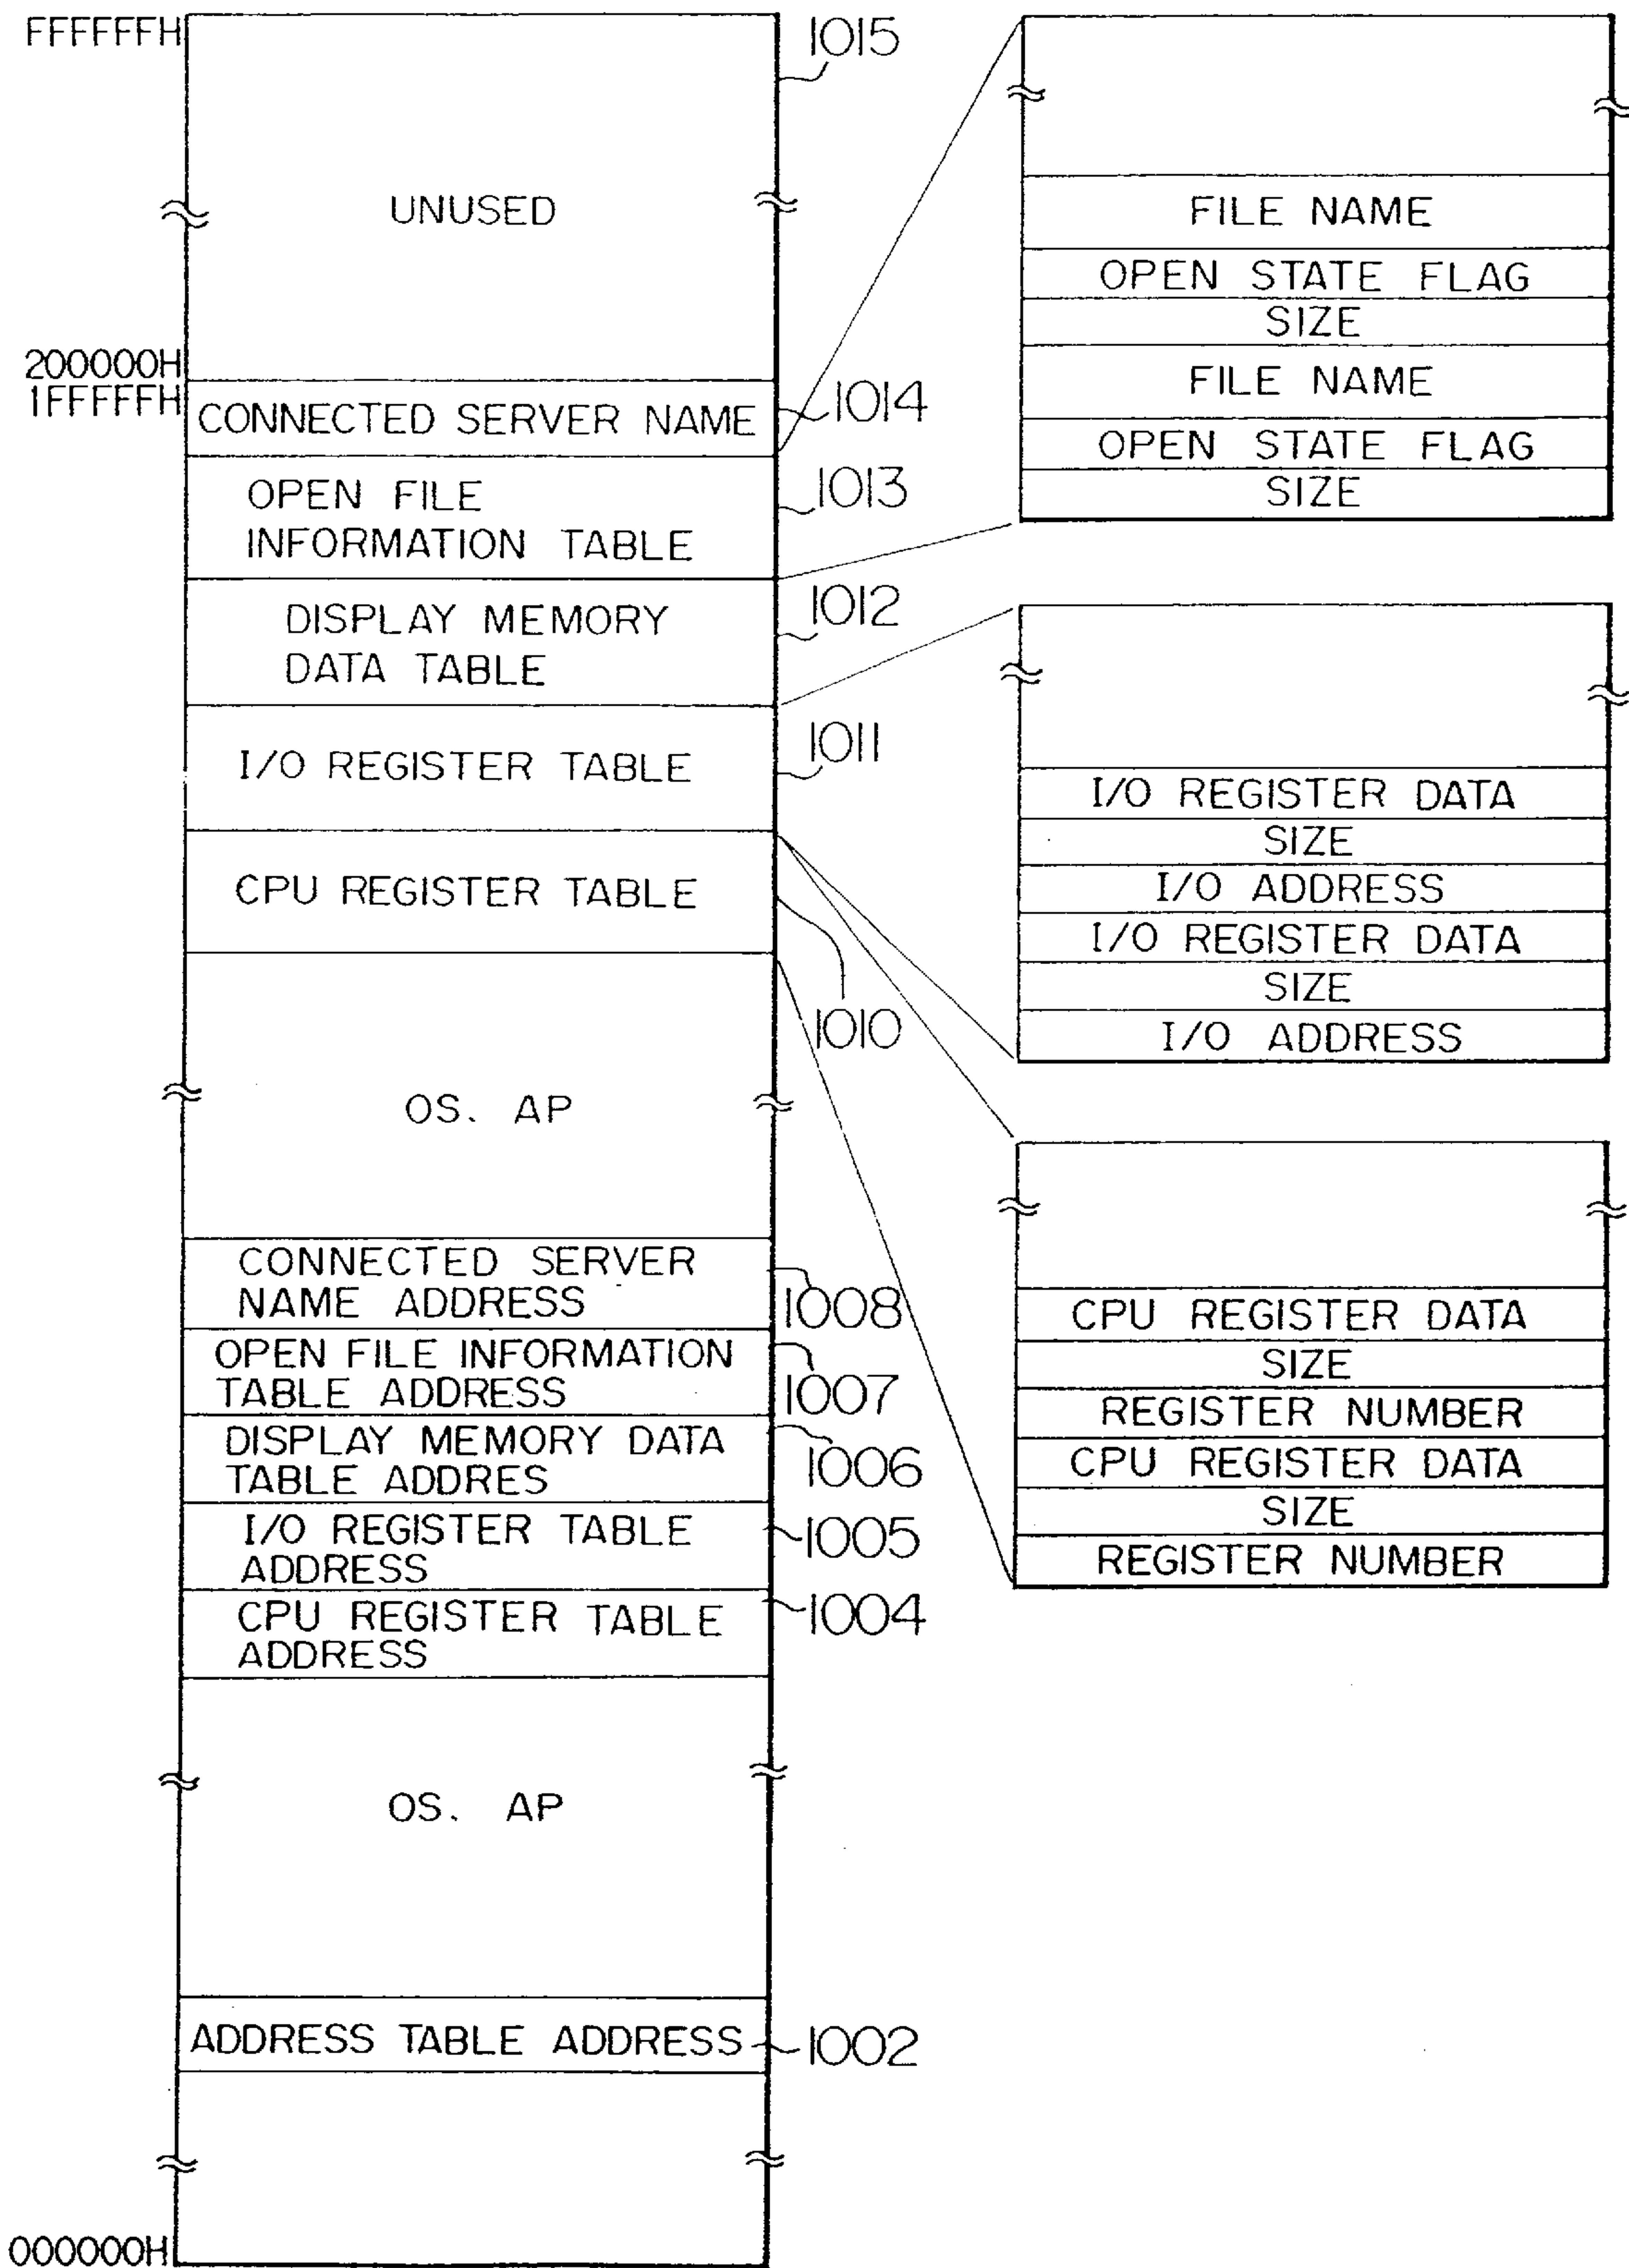 FFFFFFH
1015
UNUSED
200000H
1FFFFFH
CONNECTED SERVER NAME
1014
OPEN FILE
INFORMATION TABLE
1013
DISPLAY MEMORY
DATA TABLE
1012
I/O REGISTER TABLE
1011
CPU REGISTER TABLE
1010
OS. AP
CONNECTED SERVER
NAME ADDRESS
1008
OPEN FILE INFORMATION
TABLE ADDRESS
1007
DISPLAY MEMORY DATA
TABLE ADDRES
1006
I/O REGISTER TABLE
ADDRESS
1005
CPU REGISTER TABLE
ADDRESS
1004
OS. AP
ADDRESS TABLE ADDRESS
1002
000000H
FILE NAME
OPEN STATE FLAG
SIZE
FILE NAME
OPEN STATE FLAG
SIZE
I/O REGISTER DATA
SIZE
I/O ADDRESS
I/O REGISTER DATA
SIZE
I/O ADDRESS
CPU REGISTER DATA
SIZE
REGISTER NUMBER
CPU REGISTER DATA
SIZE
REGISTER NUMBER